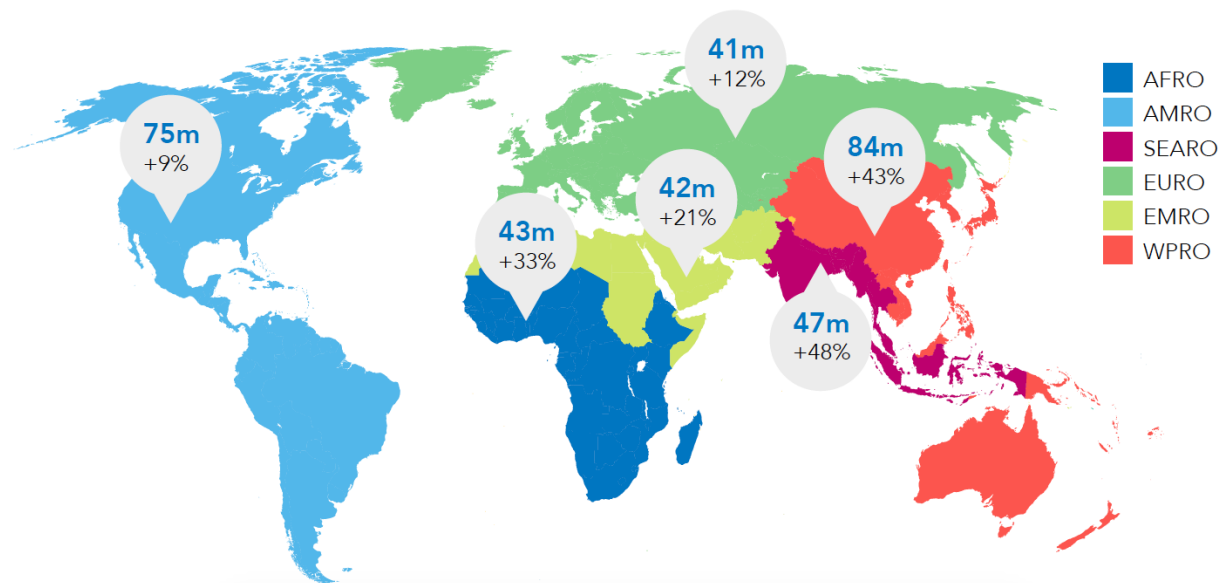 41m
+12%
75m
+9%
84m
+43%
42m
+21%
43m
+33%
47m
+48%
AFRO
AMRO
SEARO
EURO
EMRO
WPRO